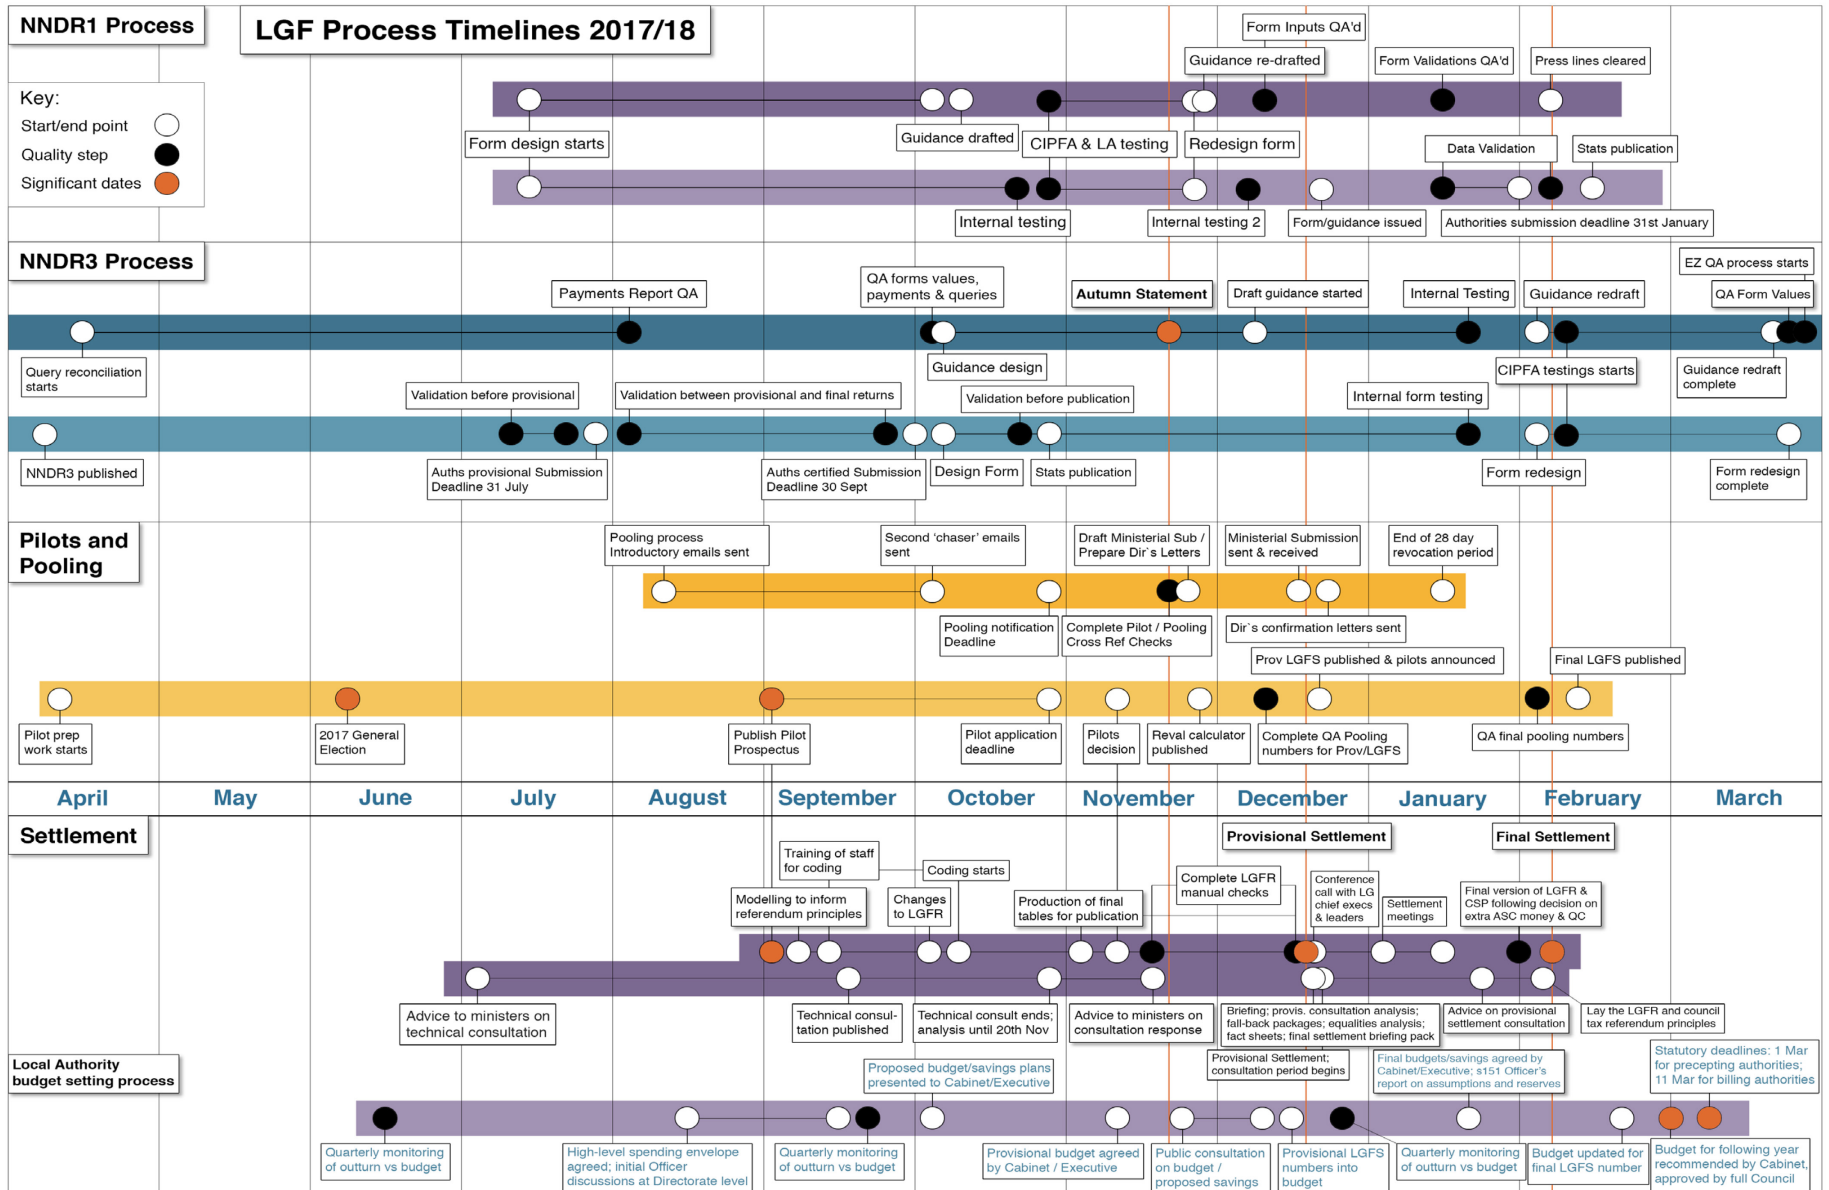 NNDR1 Process
LGF Process Timelines 2017/18
Key:
Start/end point
Quality step
Significant dates
Form Inputs QA'd
Guidance re-drafted
Form Validations QA'd
Press lines cleared
Form design starts
Guidance drafted
CIPFA & LA testing
Redesign form
Data Validation
Stats publication
Internal testing
Internal testing 2
Form/guidance issued
Authorities submission deadline 31st January
NNDR3 Process
Payments Report QA
QA forms values,
payments & queries
Autumn Statement
Draft guidance started
Internal Testing
Guidance redraft
EZ QA process starts
QA Form Values
Query reconciliation
starts
Guidance design
CIPFA testings starts
Guidance redraft
complete
Validation before provisional
Validation between provisional and final returns
Validation before publication
Internal form testing
NNDR3 published
Auths provisional Submission
Deadline 31 July
Auths certified Submission
Deadline 30 Sept
Design Form
Stats publication
Form redesign
Form redesign
complete
Pilots and
Pooling
Pooling process
Introductory emails sent
Second ‘chaser’ emails
sent
Draft Ministerial Sub /
Prepare Dir`s Letters
Ministerial Submission
sent & received
End of 28 day
revocation period
Pooling notification
Deadline
Complete Pilot / Pooling
Cross Ref Checks
Dir`s confirmation letters sent
Prov LGFS published & pilots announced
Final LGFS published
Pilot prep
work starts
2017 General
Election
Publish Pilot
Prospectus
Pilot application
deadline
Pilots
decision
Reval calculator
published
Complete QA Pooling
numbers for Prov/LGFS
QA final pooling numbers
April May June July August September October November December January February March
Settlement
Provisional Settlement
Final Settlement
Training of staff
for coding
Coding starts
Modelling to inform
referendum principles
Changes
to LGFR
Production of final
tables for publication
Complete LGFR
manual checks
Conference
call with LG
chief execs
& leaders
Settlement
meetings
Final version of LGFR &
CSP following decision on
extra ASC money & QC
Advice to ministers on
technical consultation
Technical consul-
tation published
Technical consult ends;
analysis until 20th Nov
Advice to ministers on
consultation response
Briefing; provis. consultation analysis;
fall-back packages; equalities analysis;
fact sheets; final settlement briefing pack
Advice on provisional
settlement consultation
Lay the LGFR and council
tax referendum principles
Local Authority
budget setting process
Proposed budget/savings plans
presented to Cabinet/Executive
Provisional Settlement;
consultation period begins
Final budgets/savings agreed by
Cabinet/Executive; s151 Officer's
report on assumptions and reserves
Statutory deadlines: 1 Mar
for precepting authorities;
11 Mar for billing authorities
Quarterly monitoring
of outturn vs budget
High-level spending envelope
agreed; initial Officer
discussions at Directorate level
Quarterly monitoring
of outturn vs budget
Provisional budget agreed
by Cabinet / Executive
Public consultation
on budget /
proposed savings
Provisional LGFS
numbers into
budget
Quarterly monitoring
of outturn vs budget
Budget updated for
final LGFS number
Budget for following year
recommended by Cabinet,
approved by full Council